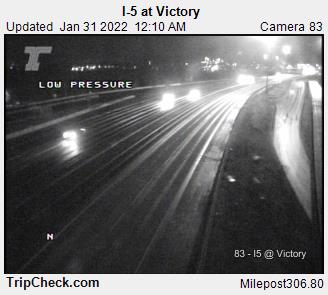 I-5 at Victory
Updated Jan 31 2022 12:10 AM Camera 83
T
LOW PRESSURE
N
83 - I5 @ Victory
TripCheck.com Milepost306.80